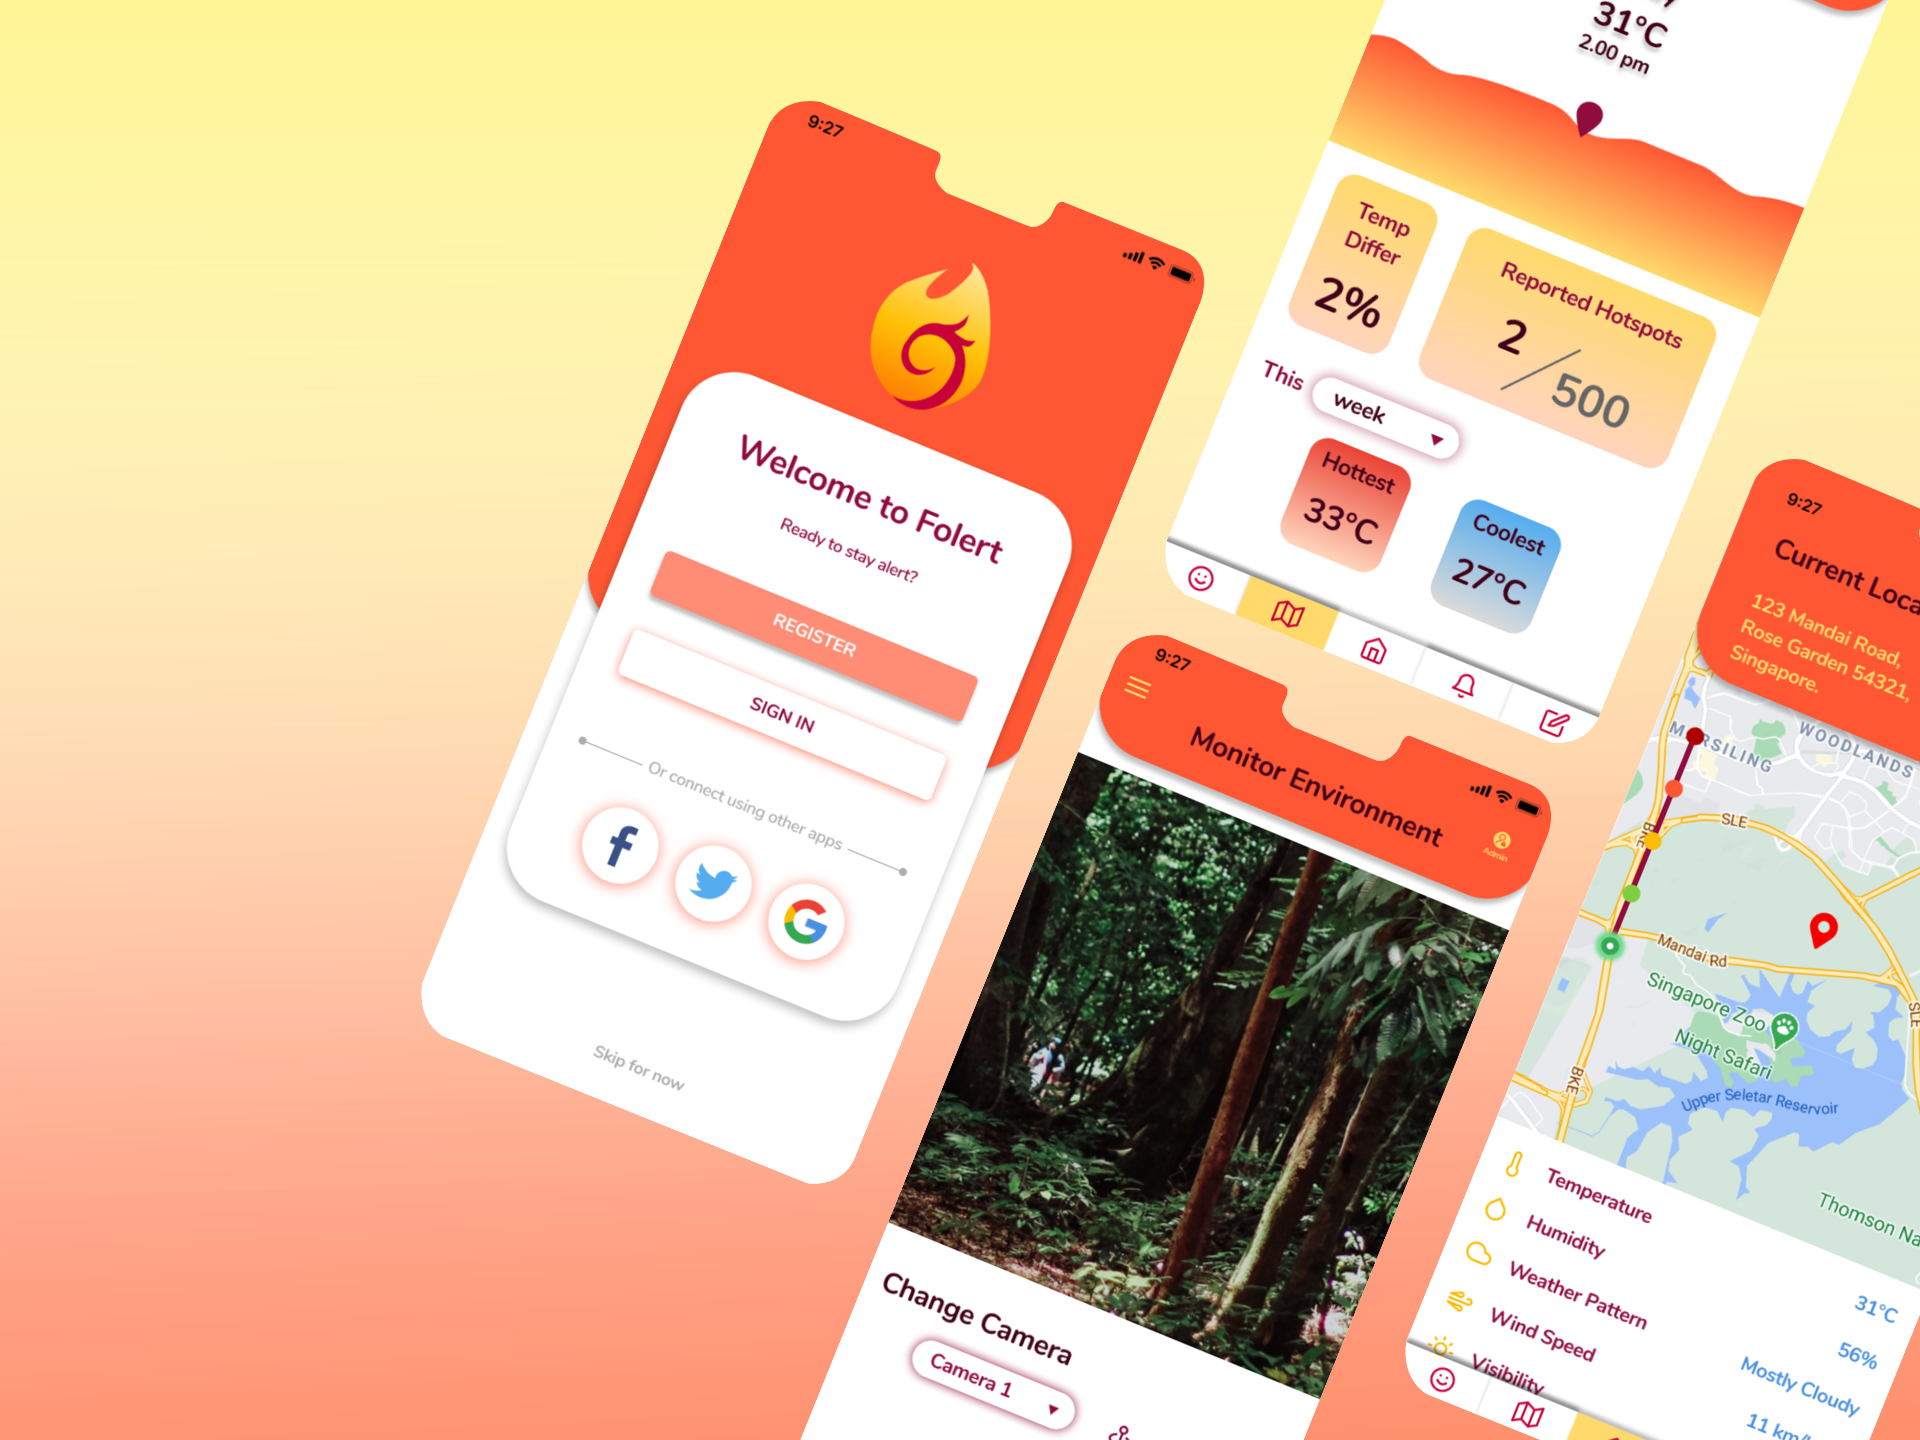 9:27
Welcome to Folert
Ready to stay alert?
REGISTER
SIGN IN
Or connect using other apps
Skip for now
31°C
2.00 pm
Temp
Differ
2%
Reported Hotspots
2
500
This
week
Hottest
33°C
Coolest
27°C
9:27
Monitor Environment
Admin
Change Camera
Camera 1
9:27
Current Loca
123 Mandai Road,
Rose Garden 54321,
Singapore.
WOODLANDS
SLE
Mandai Rd
Singapore Zoo
Night Safari
SLE
BKE
Upper Seletar Reservoir
Thomson Na
Temperature
31°C
Humidity
56%
Weather Pattern
Mostly Cloudy
Wind Speed
11 km/
Visibility